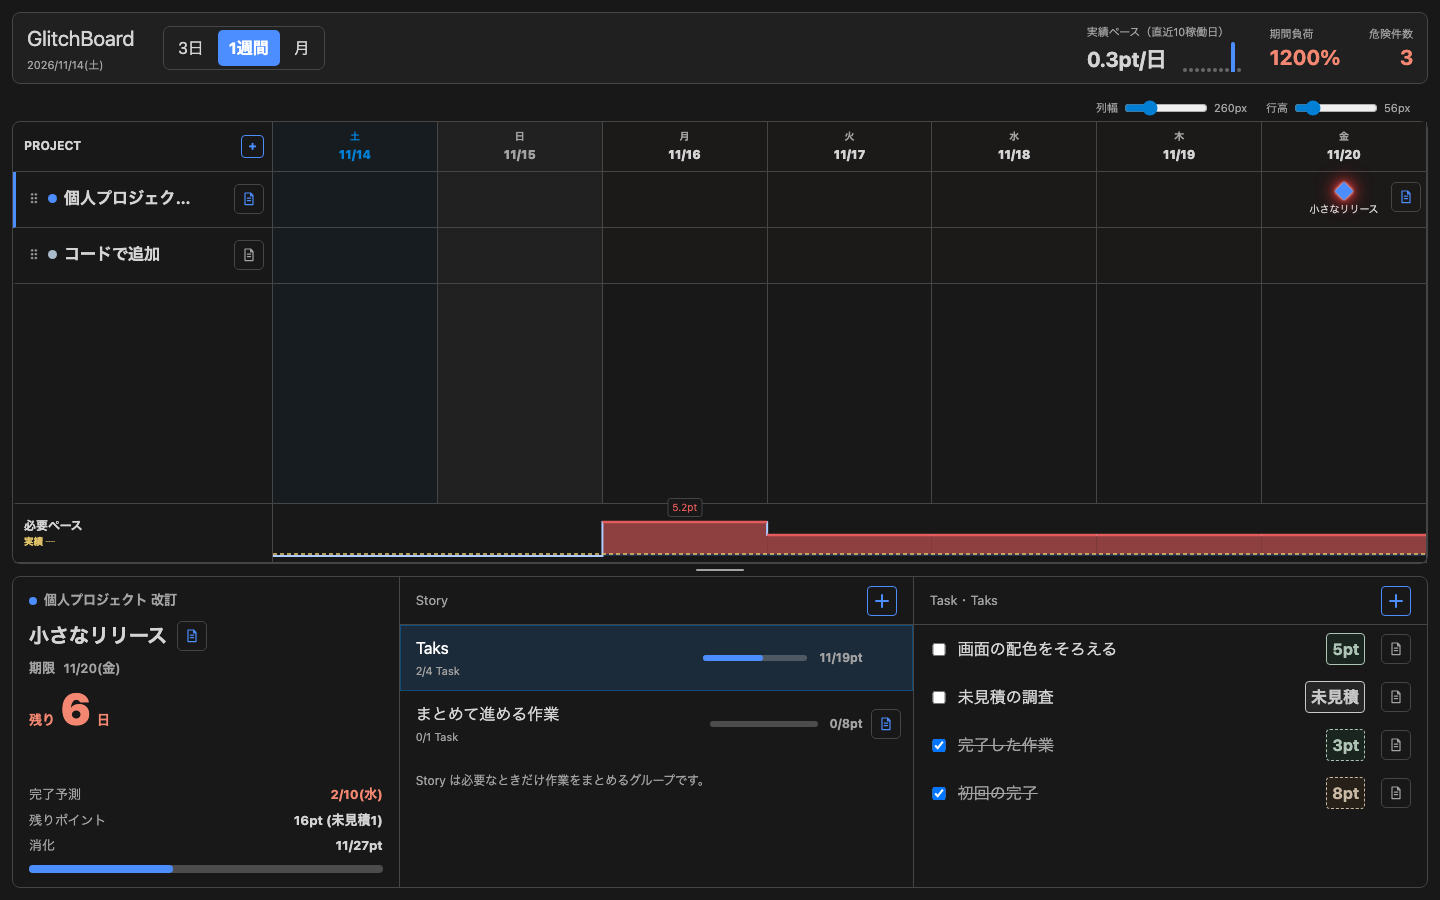 GlitchBoard
2026/11/14(土)
3日 1週間 月
実績ペース（直近10稼働日）
0.3pt/日
期間負荷
1200%
危険件数
3
列幅 260px 行高 56px
PROJECT +
土 日 月 火 水 木 金
11/14 11/15 11/16 11/17 11/18 11/19 11/20
個人プロジェク...
小さなリリース
コードで追加
必要ペース
実績 ---
5.2pt
個人プロジェクト 改訂
小さなリリース
期限 11/20(金)
残り 6 日
完了予測 2/10(水)
残りポイント 16pt (未見積1)
消化 11/27pt
Story +
Taks
2/4 Task
11/19pt
まとめて進める作業
0/1 Task
0/8pt
Story は必要なときだけ作業をまとめるグループです。
Task・Taks +
画面の配色をそろえる 5pt
未見積の調査 未見積
完了した作業 3pt
初回の完了 8pt